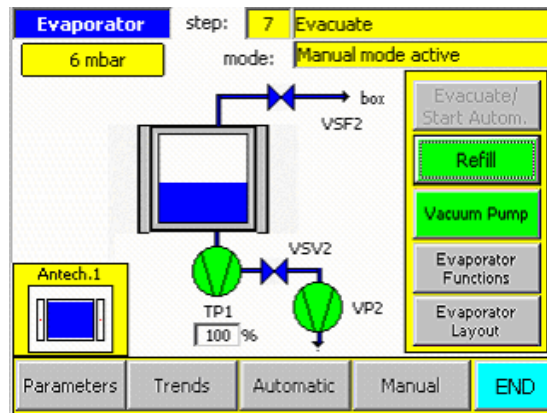 Evaporator step: 7 Evacuate
6 mbar mode: Manual mode active
box
VSF2
Evacuate/
Start Autom.
Refill
Vacuum Pump
VSV2
Evaporator
Functions
Antech.1
TP1
VP2
100 %
Evaporator
Layout
Parameters Trends Automatic Manual END